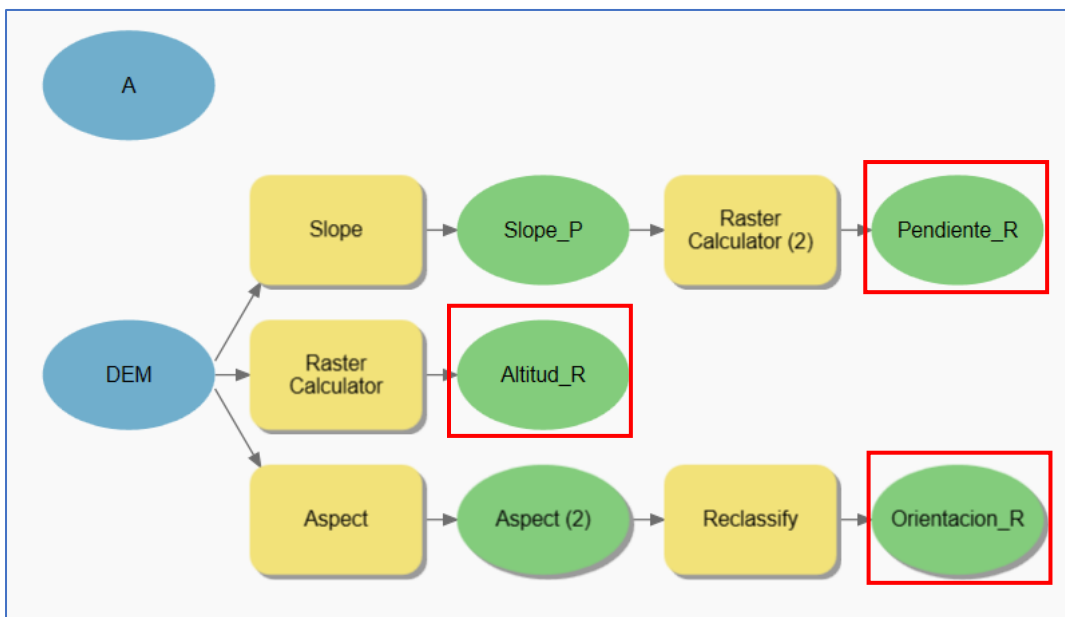 A
Slope
Slope_P
Raster
Calculator (2)
Pendiente_R
DEM
Raster
Calculator
Altitud_R
Aspect
Aspect (2)
Reclassify
Orientacion_R